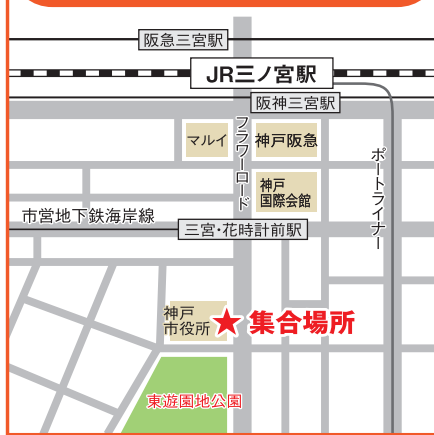 阪急三宮駅
JR三ノ宮駅
阪神三宮駅
マルイ
フラワーロード
神戸阪急
ポートライナー
神戸
国際会館
市営地下鉄海岸線
三宮・花時計前駅
神戸
市役所
★集合場所
東遊園地公園